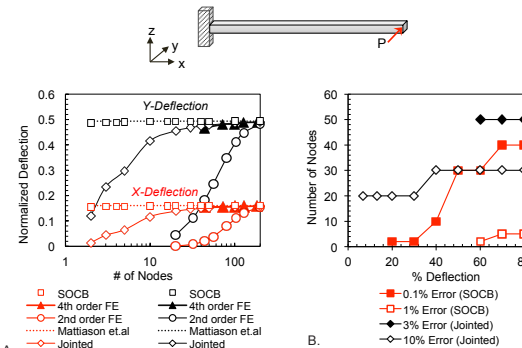 z
y
x
P
0.6
0.5
0.4
0.3
0.2
0.1
0
Normalized Deflection
Y-Deflection
X-Deflection
1
10
100
# of Nodes
SOCB
SOCB
4th order FE
4th order FE
2nd order FE
2nd order FE
Mattiason et.al
Mattiason et.al
Jointed
Jointed
60
50
40
30
20
10
0
Number of Nodes
0
20
40
60
% Deflection
0.1% Error (SOCB)
1% Error (SOCB)
3% Error (Jointed)
10% Error (Jointed)
B.